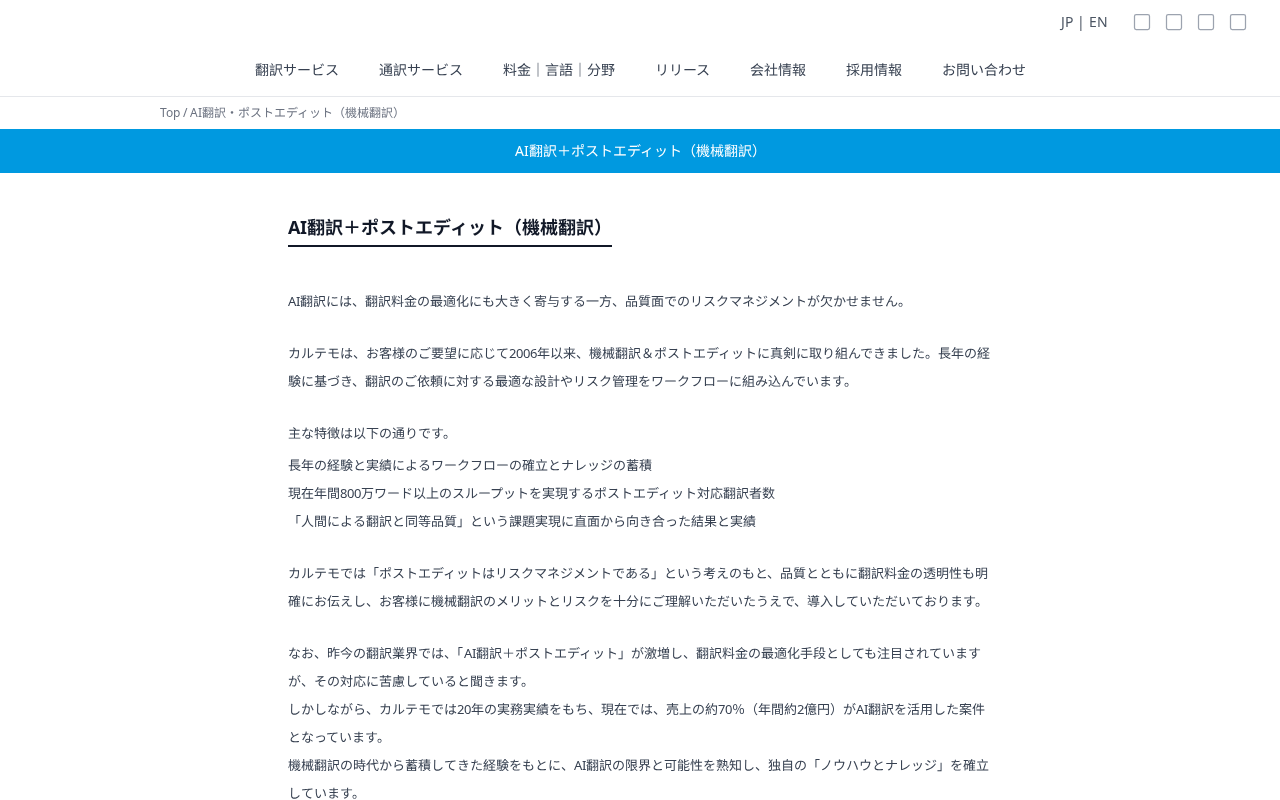 JP | EN
翻訳サービス 通訳サービス 料金｜言語｜分野 リリース 会社情報 採用情報 お問い合わせ
Top / AI翻訳・ポストエディット（機械翻訳）
AI翻訳＋ポストエディット（機械翻訳）
AI翻訳＋ポストエディット（機械翻訳）
AI翻訳には、翻訳料金の最適化にも大きく寄与する一方、品質面でのリスクマネジメントが欠かせません。
カルテモは、お客様のご要望に応じて2006年以来、機械翻訳＆ポストエディットに真剣に取り組んできました。長年の経
験に基づき、翻訳のご依頼に対する最適な設計やリスク管理をワークフローに組み込んでいます。
主な特徴は以下の通りです。
長年の経験と実績によるワークフローの確立とナレッジの蓄積
現在年間800万ワード以上のスループットを実現するポストエディット対応翻訳者数
「人間による翻訳と同等品質」という課題実現に直面から向き合った結果と実績
カルテモでは「ポストエディットはリスクマネジメントである」という考えのもと、品質とともに翻訳料金の透明性も明
確にお伝えし、お客様に機械翻訳のメリットとリスクを十分にご理解いただいたうえで、導入していただいております。
なお、昨今の翻訳業界では、「AI翻訳＋ポストエディット」が激増し、翻訳料金の最適化手段としても注目されています
が、その対応に苦慮していると聞きます。
しかしながら、カルテモでは20年の実務実績をもち、現在では、売上の約70％（年間約2億円）がAI翻訳を活用した案件
となっています。
機械翻訳の時代から蓄積してきた経験をもとに、AI翻訳の限界と可能性を熟知し、独自の「ノウハウとナレッジ」を確立
しています。